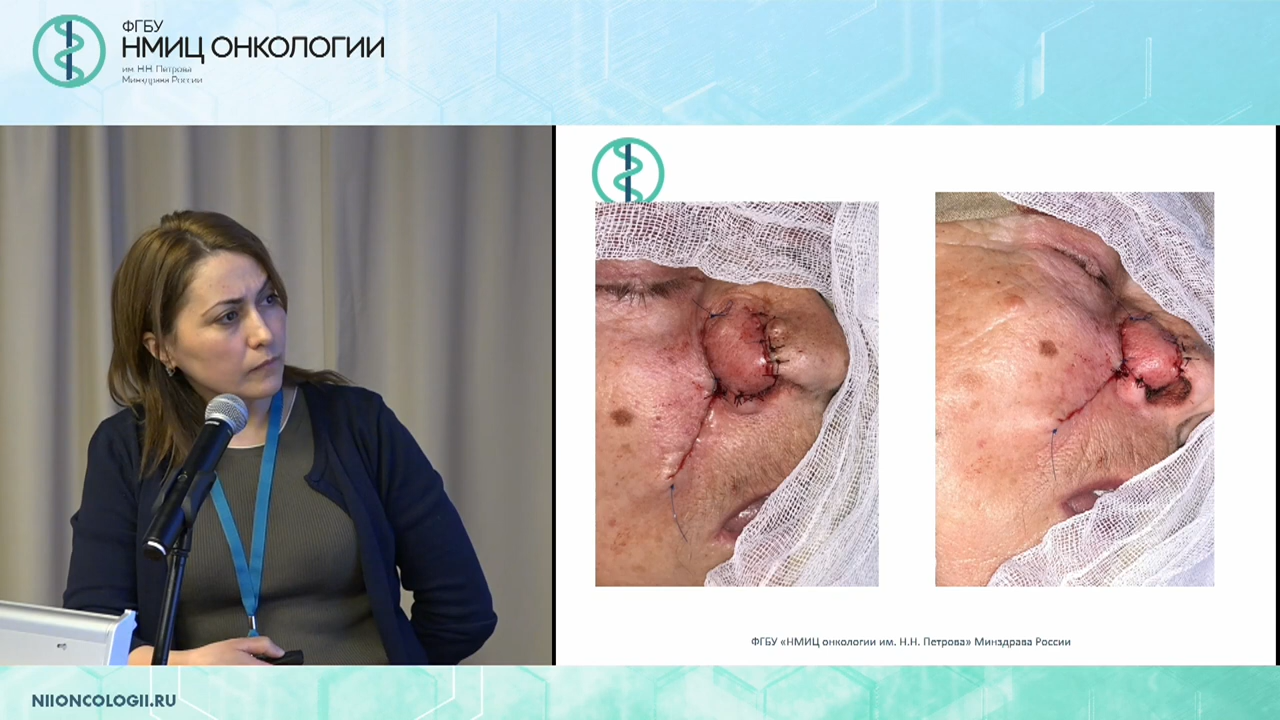 ФГБУ
НМИЦ ОНКОЛОГИИ
им. Н.Н. Петрова
Минздрава России
ФГБУ «НМИЦ онкологии им. Н.Н. Петрова» Минздрава России
NIIONCOLOGII.RU